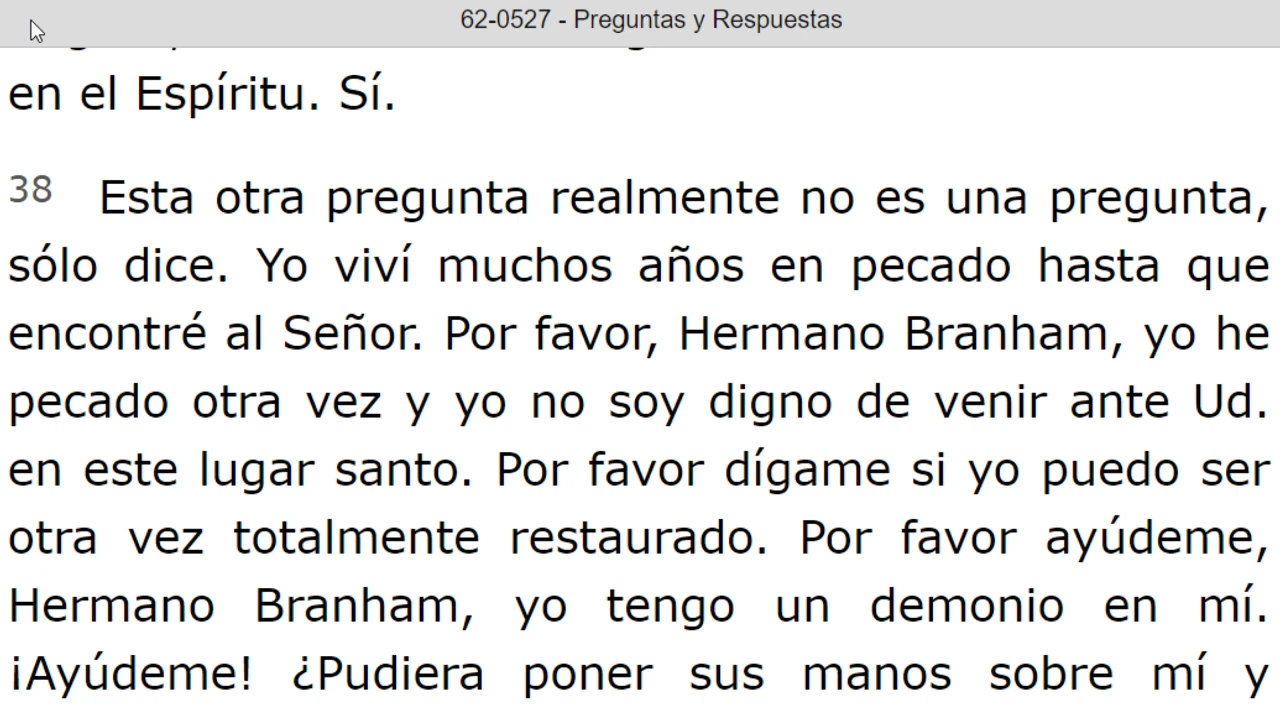 62-0527 - Preguntas y Respuestas
en el Espíritu. Sí.
38 Esta otra pregunta realmente no es una pregunta,
sólo dice. Yo viví muchos años en pecado hasta que
encontré al Señor. Por favor, Hermano Branham, yo he
pecado otra vez y yo no soy digno de venir ante Ud.
en este lugar santo. Por favor dígame si yo puedo ser
otra vez totalmente restaurado. Por favor ayúdeme,
Hermano Branham, yo tengo un demonio en mí.
¡Ayúdeme! ¿Pudiera poner sus manos sobre mí y